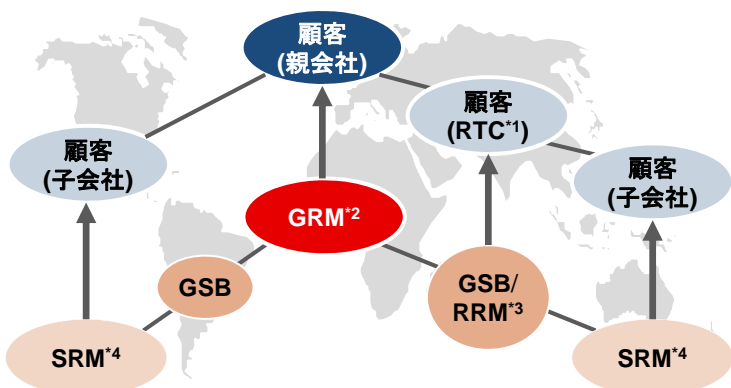 顧客
(親会社)
顧客
(RTC*1)
顧客
(子会社)
顧客
(子会社)
GRM*2
GSB
GSB/
RRM*3
SRM*4
SRM*4